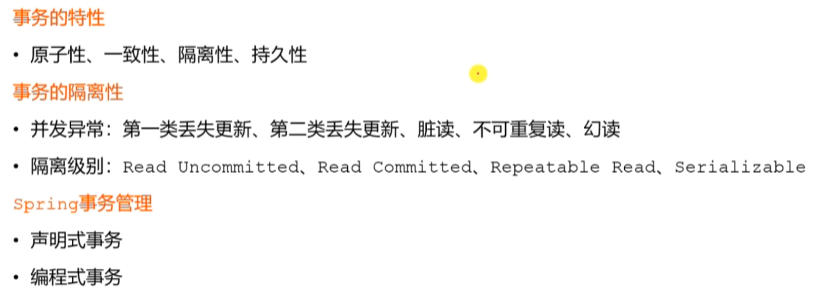 事务的特性
• 原子性、一致性、隔离性、持久性
事务的隔离性
• 并发异常：第一类丢失更新、第二类丢失更新、脏读、不可重复读、幻读
• 隔离级别：Read Uncommitted、Read Committed、Repeatable Read、Serializable
Spring事务管理
• 声明式事务
• 编程式事务